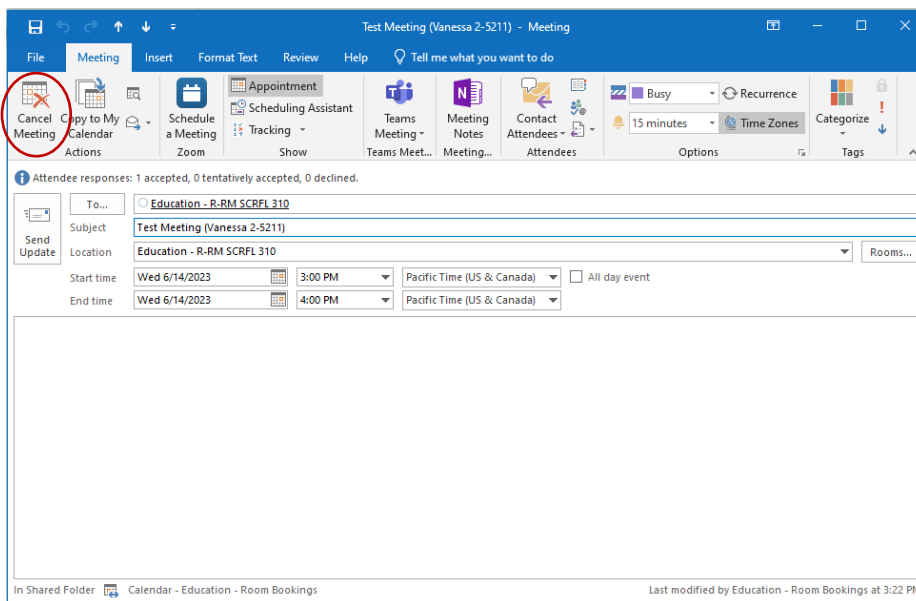 Test Meeting (Vanessa 2-5211) - Meeting
File Meeting Insert Format Text Review Help Tell me what you want to do
Cancel Meeting
Copy to My Calendar
Actions
Schedule a Meeting
Zoom
Appointment
Scheduling Assistant
Tracking
Show
Teams Meeting
Teams Meet...
Meeting Notes
Meeting...
Contact Attendees
Attendees
Busy
Recurrence
15 minutes
Time Zones
Options
Categorize
Tags
Attendee responses: 1 accepted, 0 tentatively accepted, 0 declined.
Send Update
To... Education - R-RM SCRFL 310
Subject Test Meeting (Vanessa 2-5211)
Location Education - R-RM SCRFL 310 Rooms...
Start time Wed 6/14/2023 3:00 PM Pacific Time (US & Canada) All day event
End time Wed 6/14/2023 4:00 PM Pacific Time (US & Canada)
In Shared Folder Calendar - Education - Room Bookings Last modified by Education - Room Bookings at 3:22 PM